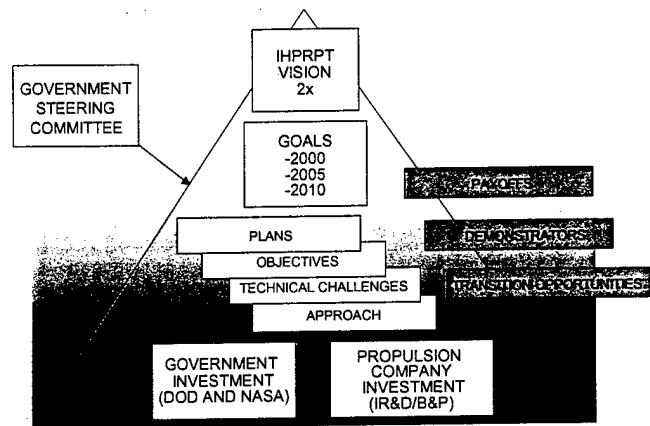 IHPRPT
VISION
2x
GOVERNMENT
STEERING
COMMITTEE
GOALS
-2000
-2005
-2010
PAYOFFS
PLANS
DEMONSTRATORS
OBJECTIVES
TECHNICAL CHALLENGES
TRANSITION OPPORTUNITIES
APPROACH
GOVERNMENT
INVESTMENT
(DOD AND NASA)
PROPULSION
COMPANY
INVESTMENT
(IR&D/B&P)